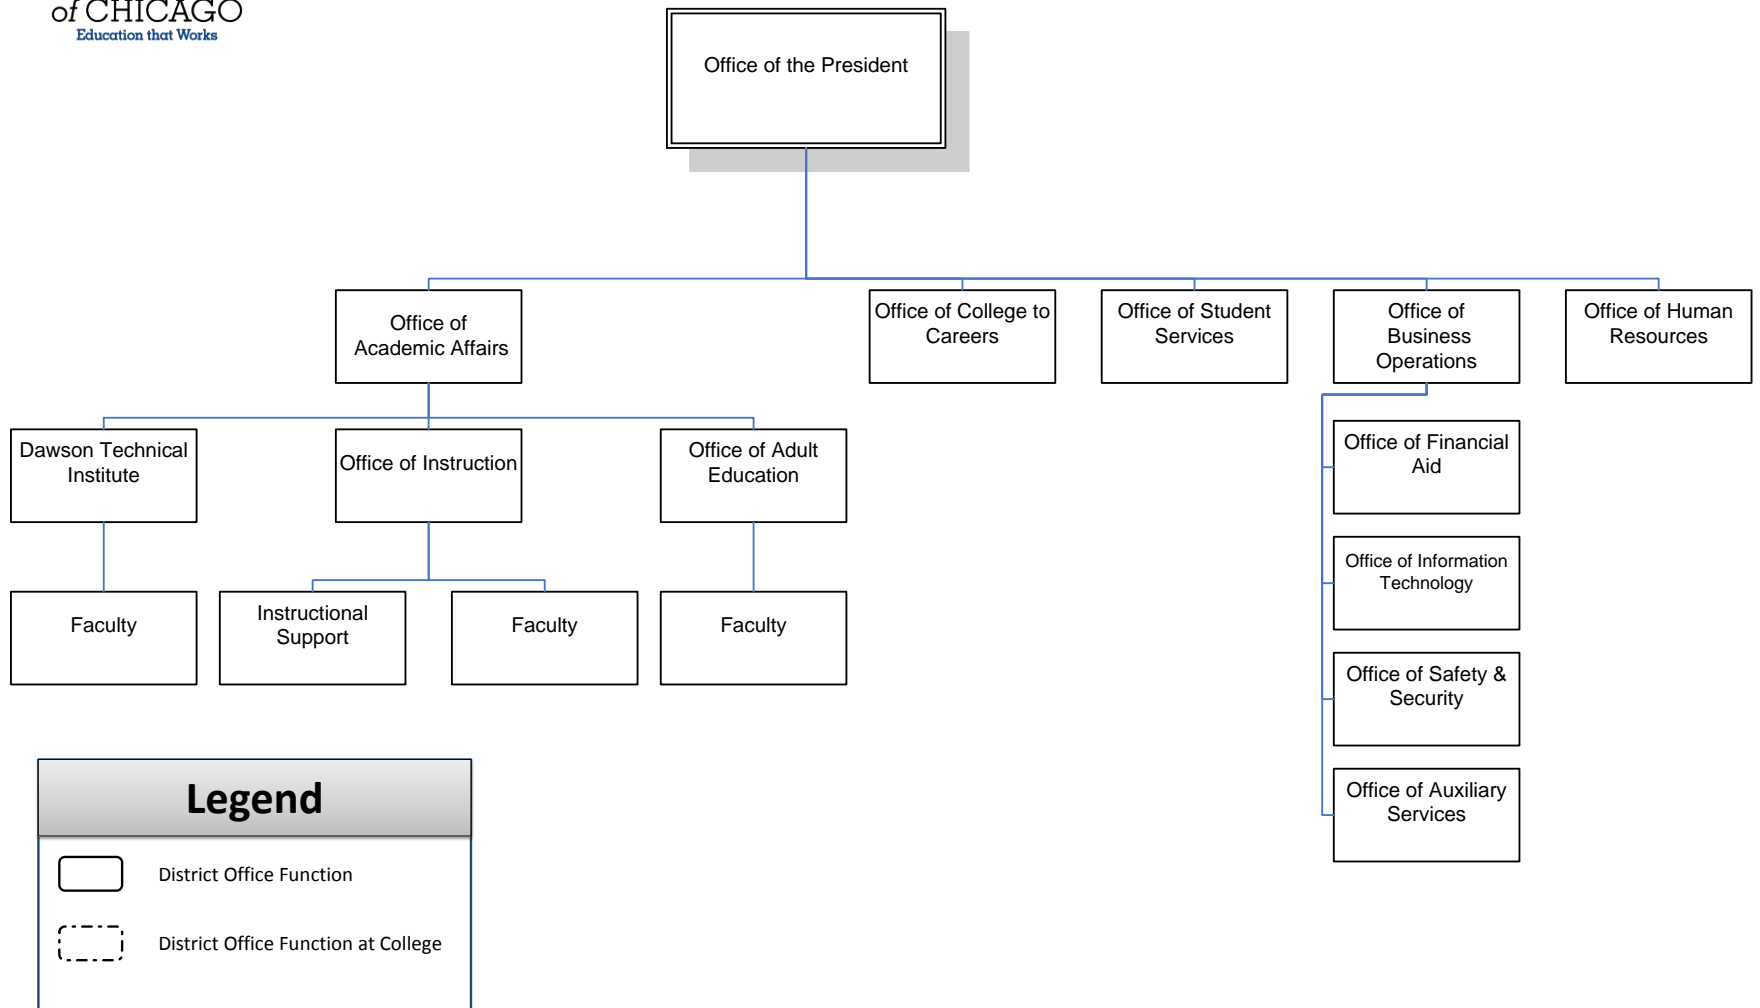 of CHICAGO
Education that Works
Office of the President
Office of
Academic Affairs
Office of College to
Careers
Office of Student
Services
Office of
Business
Operations
Office of Human
Resources
Dawson Technical
Institute
Office of Instruction
Office of Adult
Education
Office of Financial
Aid
Office of Information
Technology
Faculty
Instructional
Support
Faculty
Faculty
Office of Safety &
Security
Office of Auxiliary
Services
Legend
District Office Function
District Office Function at College